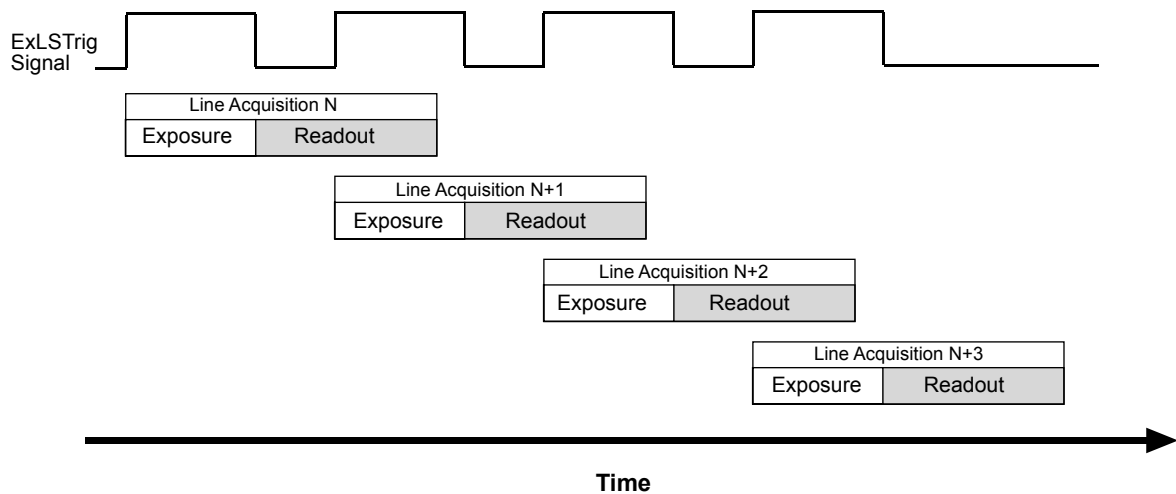 ExLSTrig
Signal
Line Acquisition N
Exposure Readout
Line Acquisition N+1
Exposure Readout
Line Acquisition N+2
Exposure Readout
Line Acquisition N+3
Exposure Readout
Time